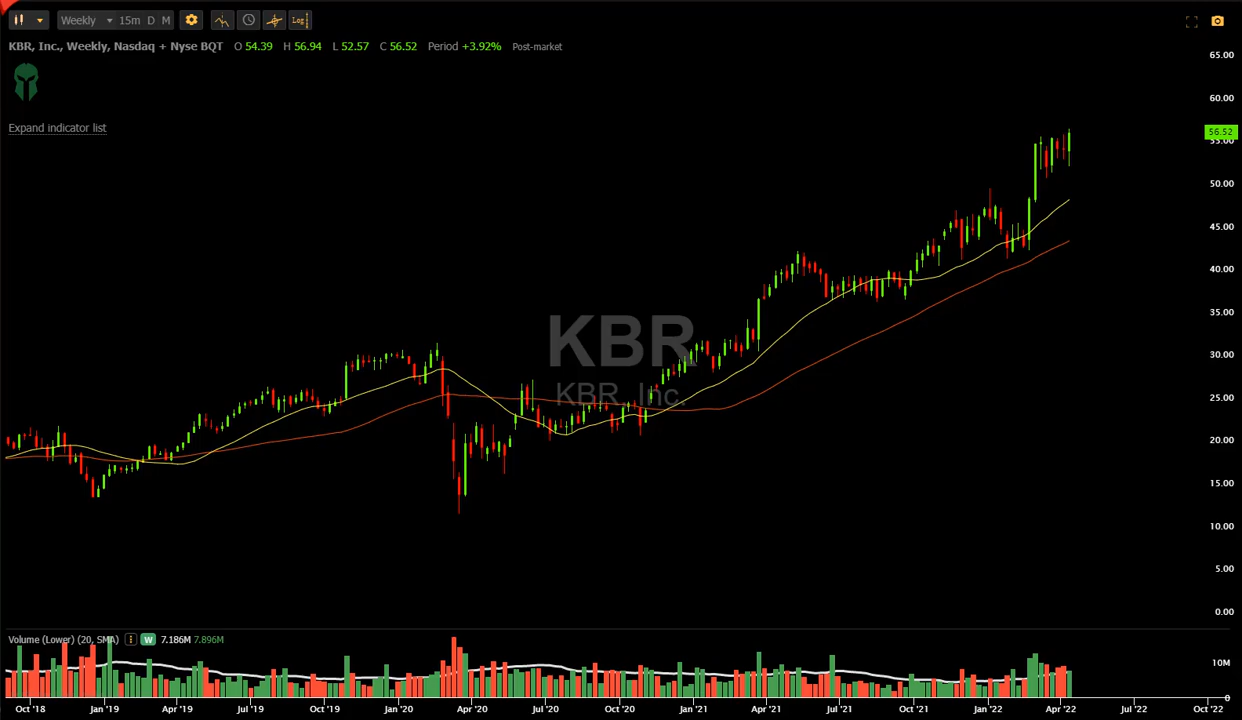 Weekly 15m D M Log
KBR, Inc., Weekly, Nasdaq + Nyse BQT O 54.39 H 56.94 L 52.57 C 56.52 Period +3.92% Post-market
Expand indicator list
65.00
60.00
56.52
55.00
50.00
45.00
40.00
35.00
30.00
25.00
20.00
15.00
10.00
5.00
0.00
KBR
KBR, Inc.
Volume (Lower) (20, SMA) W 7.186M 7.896M
10M
0
Oct '18 Jan '19 Apr '19 Jul '19 Oct '19 Jan '20 Apr '20 Jul '20 Oct '20 Jan '21 Apr '21 Jul '21 Oct '21 Jan '22 Apr '22 Jul '22 Oct '22